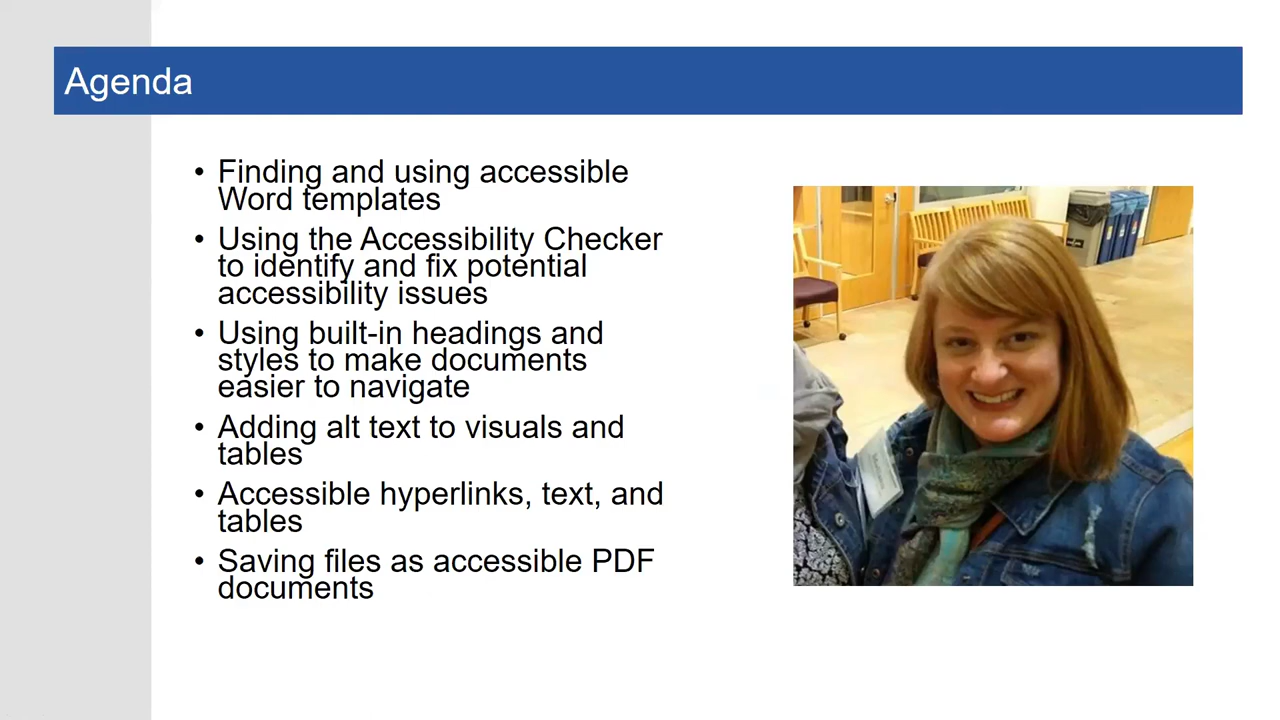 Agenda
• Finding and using accessible
Word templates
• Using the Accessibility Checker
to identify and fix potential
accessibility issues
• Using built-in headings and
styles to make documents
easier to navigate
• Adding alt text to visuals and
tables
• Accessible hyperlinks, text, and
tables
• Saving files as accessible PDF
documents